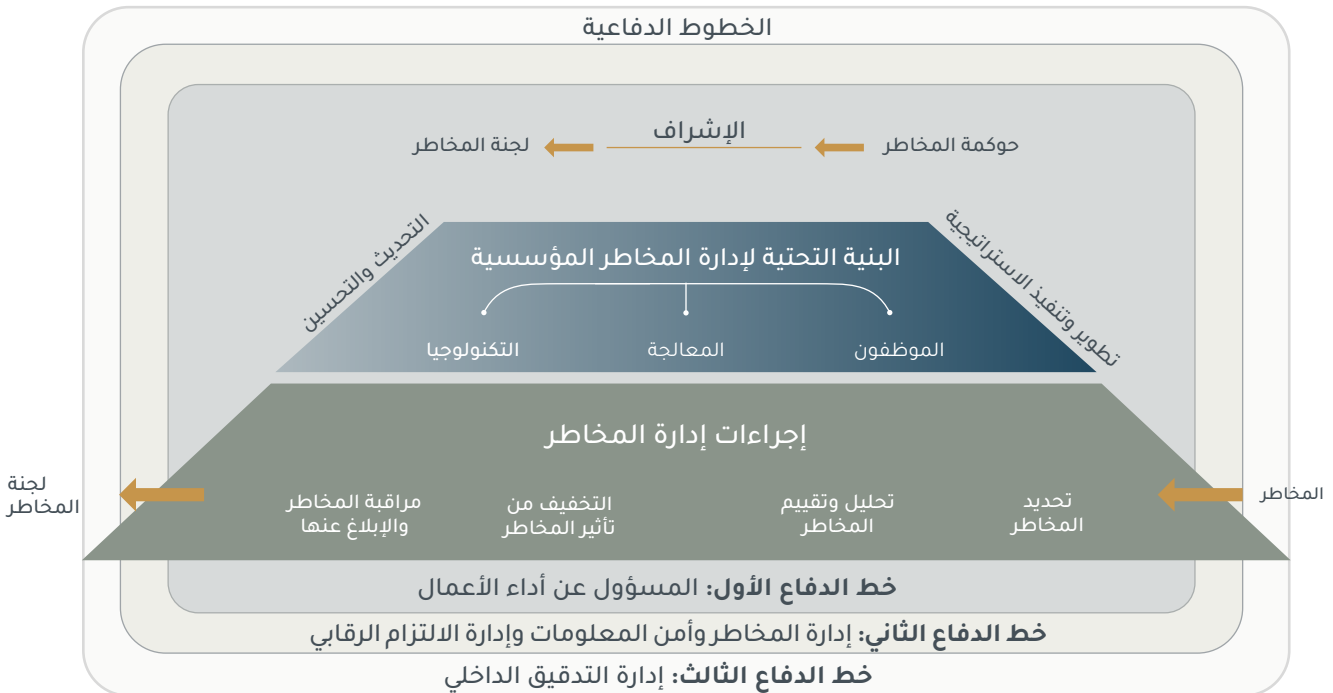 الخطوط الدفاعية
حوكمة المخاطر
الإشراف
لجنة المخاطر
تطوير وتنفيذ الاستراتيجية
التحديث والتحسين
البنية التحتية لإدارة المخاطر المؤسسية
الموظفون
المعالجة
التكنولوجيا
إجراءات إدارة المخاطر
المخاطر
تحديد
المخاطر
تحليل وتقييم
المخاطر
التخفيف من
تأثير المخاطر
مراقبة المخاطر
والإبلاغ عنها
لجنة
المخاطر
خط الدفاع الأول: المسؤول عن أداء الأعمال
خط الدفاع الثاني: إدارة المخاطر وأمن المعلومات وإدارة الالتزام الرقابي
خط الدفاع الثالث: إدارة التدقيق الداخلي